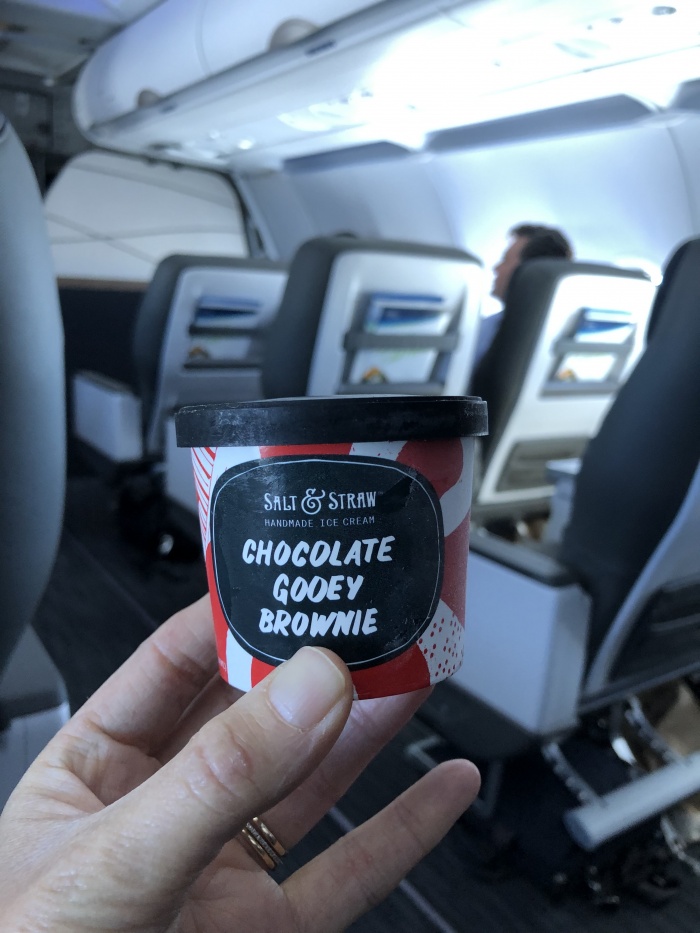 SALT & STRAW
HANDMADE ICE CREAM
CHOCOLATE
GOOEY
BROWNIE